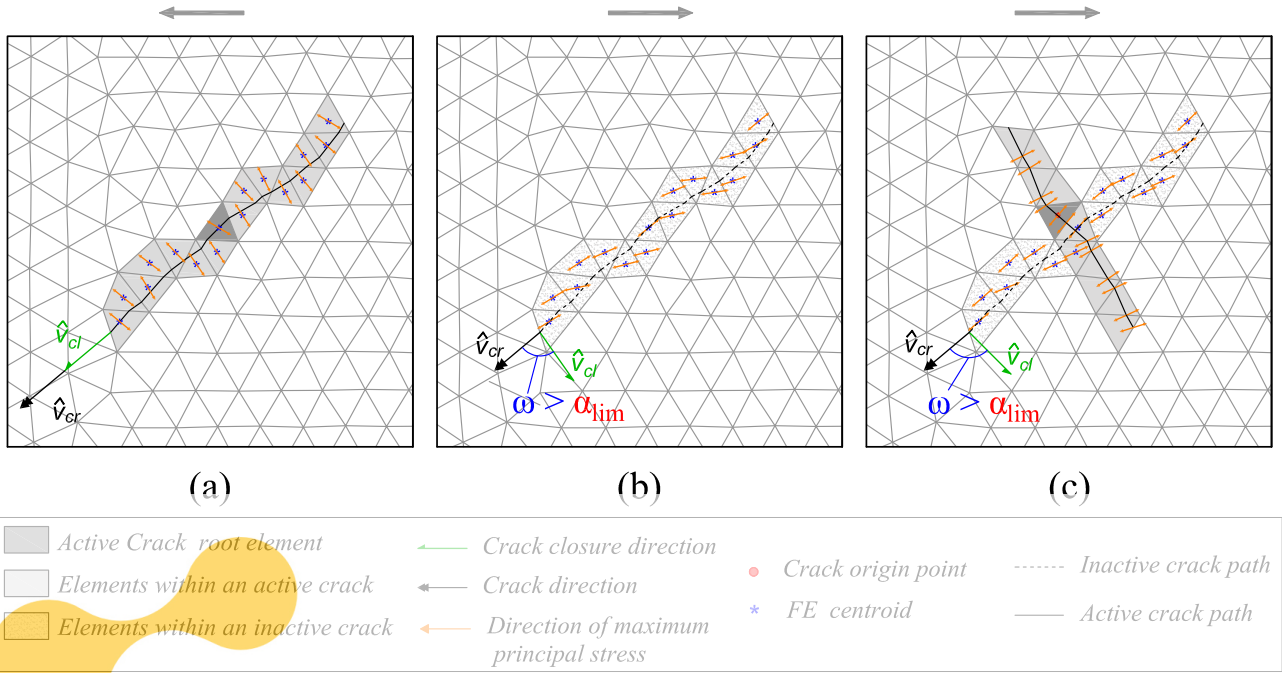 v̂cl
v̂cr
v̂cr
v̂cl
ω > αlim
v̂cr
v̂cl
ω > αlim
(a)
(b)
(c)
Active Crack root element
Elements within an active crack
Elements within an inactive crack
Crack closure direction
Crack direction
Direction of maximum
principal stress
Crack origin point
FE centroid
Inactive crack path
Active crack path